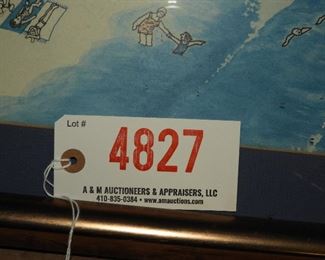 Lot #
4827
A & M AUCTIONEERS & APPRAISERS, LLC
410-835-0384 • www.amauctions.com